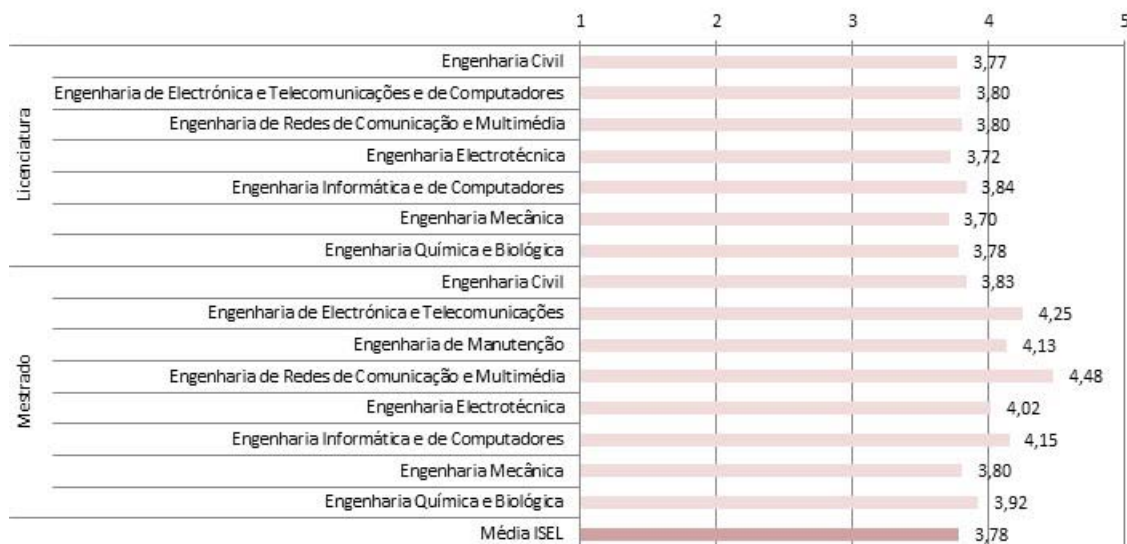 1 2 3 4 5
Licenciatura
Engenharia Civil 3,77
Engenharia de Electrónica e Telecomunicações e de Computadores 3,80
Engenharia de Redes de Comunicação e Multimédia 3,80
Engenharia Electrotécnica 3,72
Engenharia Informática e de Computadores 3,84
Engenharia Mecânica 3,70
Engenharia Química e Biológica 3,78
Mestrado
Engenharia Civil 3,83
Engenharia de Electrónica e Telecomunicações 4,25
Engenharia de Manutenção 4,13
Engenharia de Redes de Comunicação e Multimédia 4,48
Engenharia Electrotécnica 4,02
Engenharia Informática e de Computadores 4,15
Engenharia Mecânica 3,80
Engenharia Química e Biológica 3,92
Média ISEL 3,78